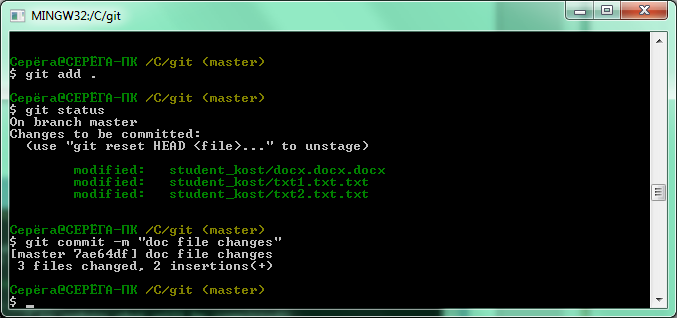 MINGW32:/C/git
Серёга@СЕРЁГА-ПК /C/git (master)
$ git add .
Серёга@СЕРЁГА-ПК /C/git (master)
$ git status
On branch master
Changes to be committed:
(use "git reset HEAD <file>..." to unstage)
modified: student_kost/docx.docx.docx
modified: student_kost/txt1.txt.txt
modified: student_kost/txt2.txt.txt
Серёга@СЕРЁГА-ПК /C/git (master)
$ git commit -m "doc file changes"
[master 7ae64df] doc file changes
3 files changed, 2 insertions(+)
Серёга@СЕРЁГА-ПК /C/git (master)
$ _